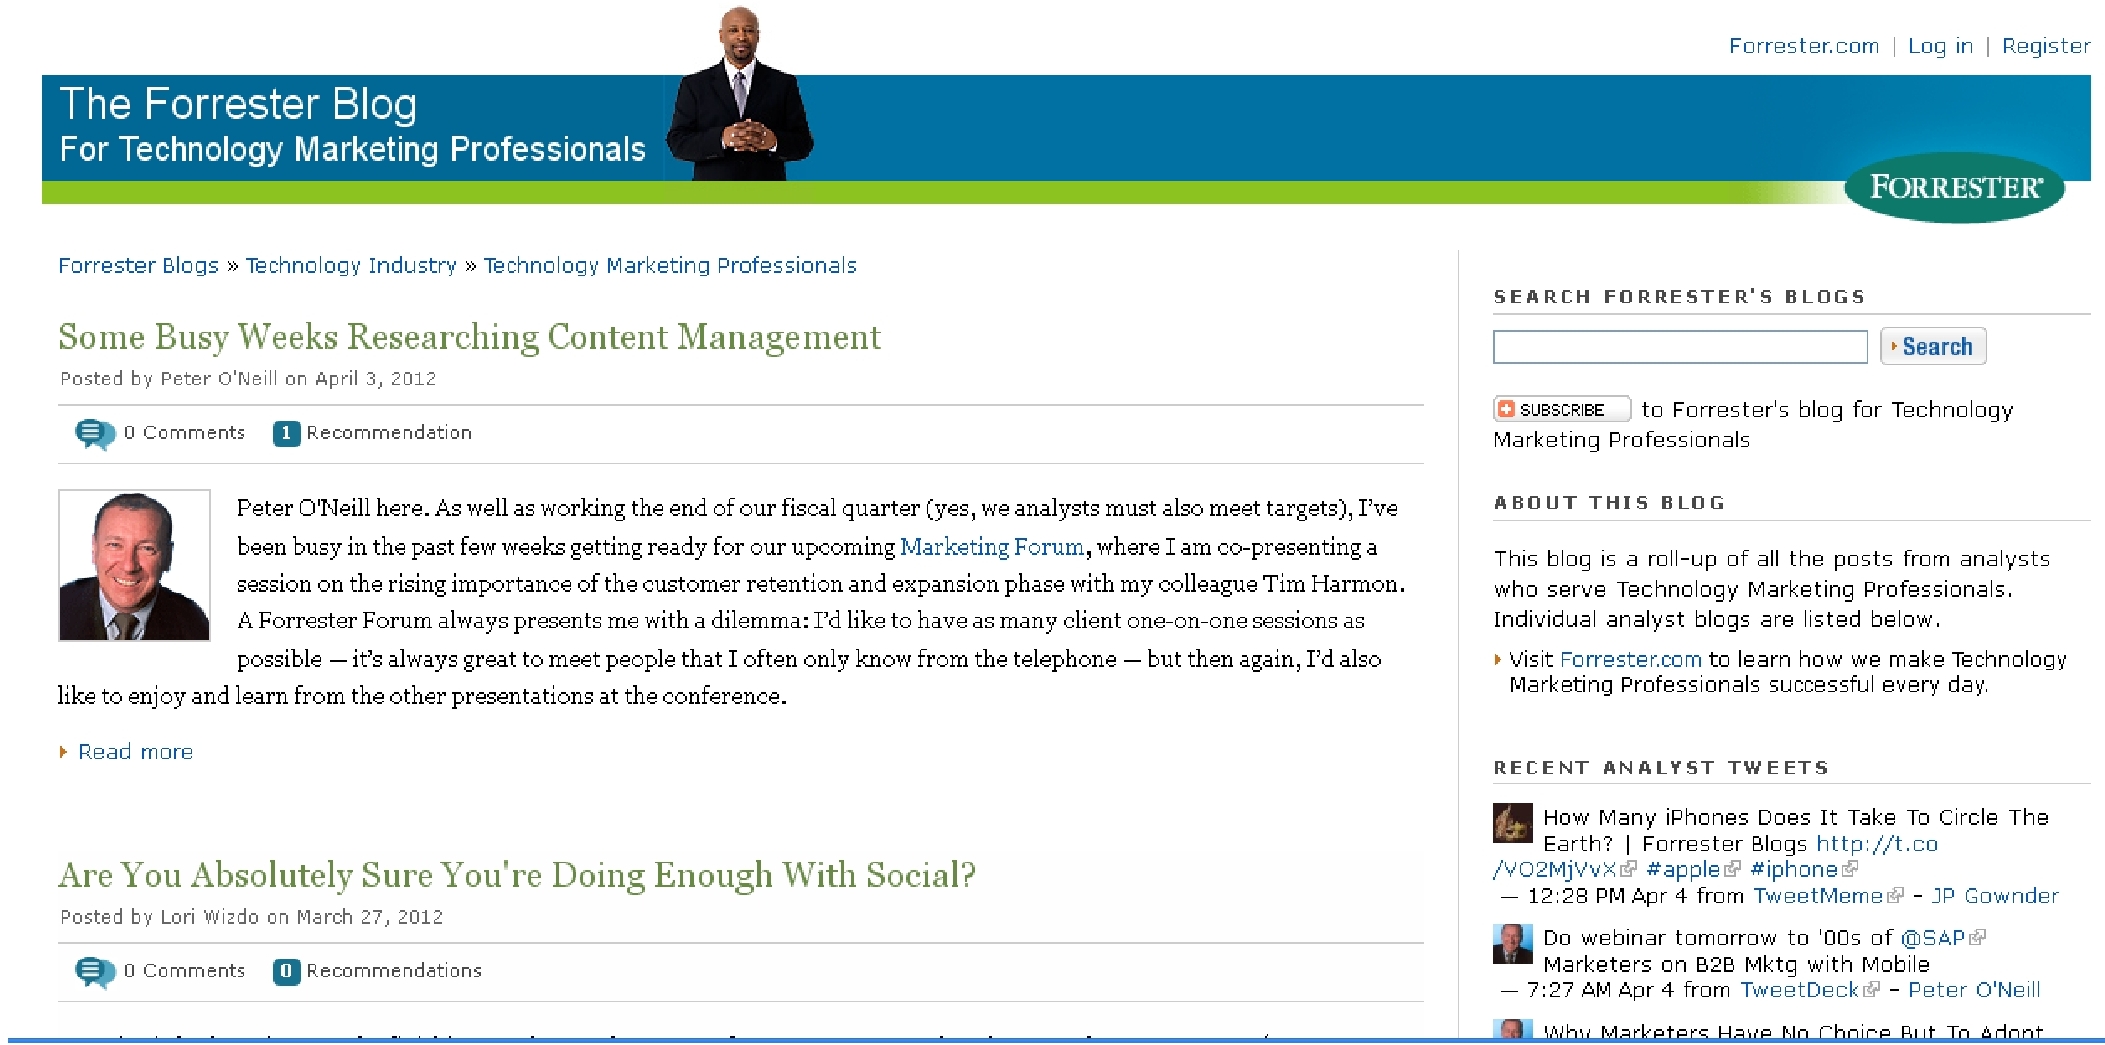 Forrester.com | Log in | Register
The Forrester Blog
For Technology Marketing Professionals
FORRESTER
Forrester Blogs » Technology Industry » Technology Marketing Professionals
Some Busy Weeks Researching Content Management
Posted by Peter O'Neill on April 3, 2012
0 Comments 1 Recommendation
Peter O'Neill here. As well as working the end of our fiscal quarter (yes, we analysts must also meet targets), I've
been busy in the past few weeks getting ready for our upcoming Marketing Forum, where I am co-presenting a
session on the rising importance of the customer retention and expansion phase with my colleague Tim Harmon.
A Forrester Forum always presents me with a dilemma: I'd like to have as many client one-on-one sessions as
possible — it's always great to meet people that I often only know from the telephone — but then again, I'd also
like to enjoy and learn from the other presentations at the conference.
Read more
Are You Absolutely Sure You're Doing Enough With Social?
Posted by Lori Wizdo on March 27, 2012
0 Comments 0 Recommendations
SEARCH FORRESTER'S BLOGS
Search
SUBSCRIBE to Forrester's blog for Technology
Marketing Professionals
ABOUT THIS BLOG
This blog is a roll-up of all the posts from analysts
who serve Technology Marketing Professionals.
Individual analyst blogs are listed below.
Visit Forrester.com to learn how we make Technology
Marketing Professionals successful every day.
RECENT ANALYST TWEETS
How Many iPhones Does It Take To Circle The
Earth? | Forrester Blogs http://t.co
/VO2MjVvX #apple #iphone
— 12:28 PM Apr 4 from TweetMeme - JP Gownder
Do webinar tomorrow to '00s of @SAP
Marketers on B2B Mktg with Mobile
— 7:27 AM Apr 4 from TweetDeck - Peter O'Neill
Why Marketers Have No Choice But To Adopt